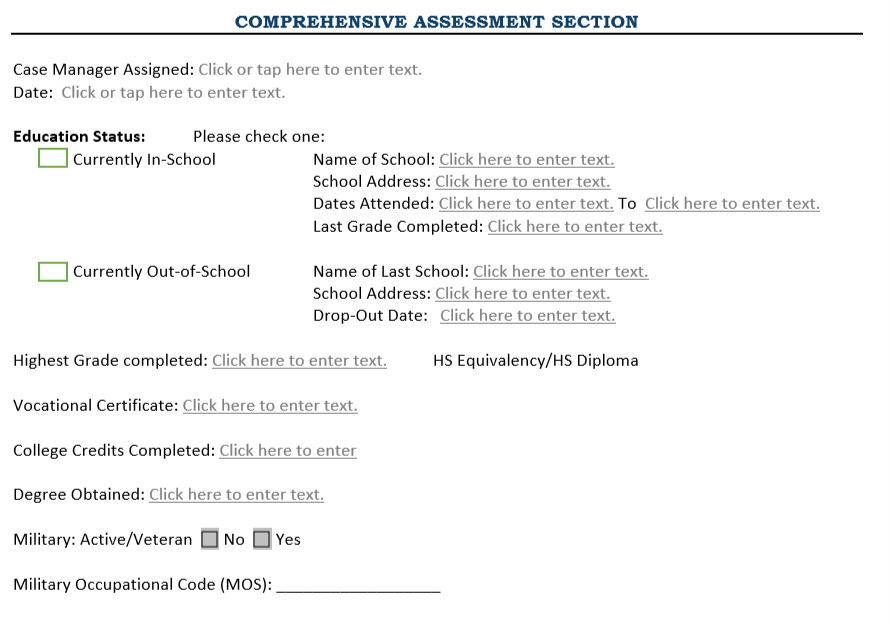 COMPREHENSIVE ASSESSMENT SECTION
Case Manager Assigned: Click or tap here to enter text.
Date: Click or tap here to enter text.
Education Status: Please check one:
Currently In-School Name of School: Click here to enter text.
School Address: Click here to enter text.
Dates Attended: Click here to enter text. To Click here to enter text.
Last Grade Completed: Click here to enter text.
Currently Out-of-School Name of Last School: Click here to enter text.
School Address: Click here to enter text.
Drop-Out Date: Click here to enter text.
Highest Grade completed: Click here to enter text. HS Equivalency/HS Diploma
Vocational Certificate: Click here to enter text.
College Credits Completed: Click here to enter
Degree Obtained: Click here to enter text.
Military: Active/Veteran No Yes
Military Occupational Code (MOS): ___________________